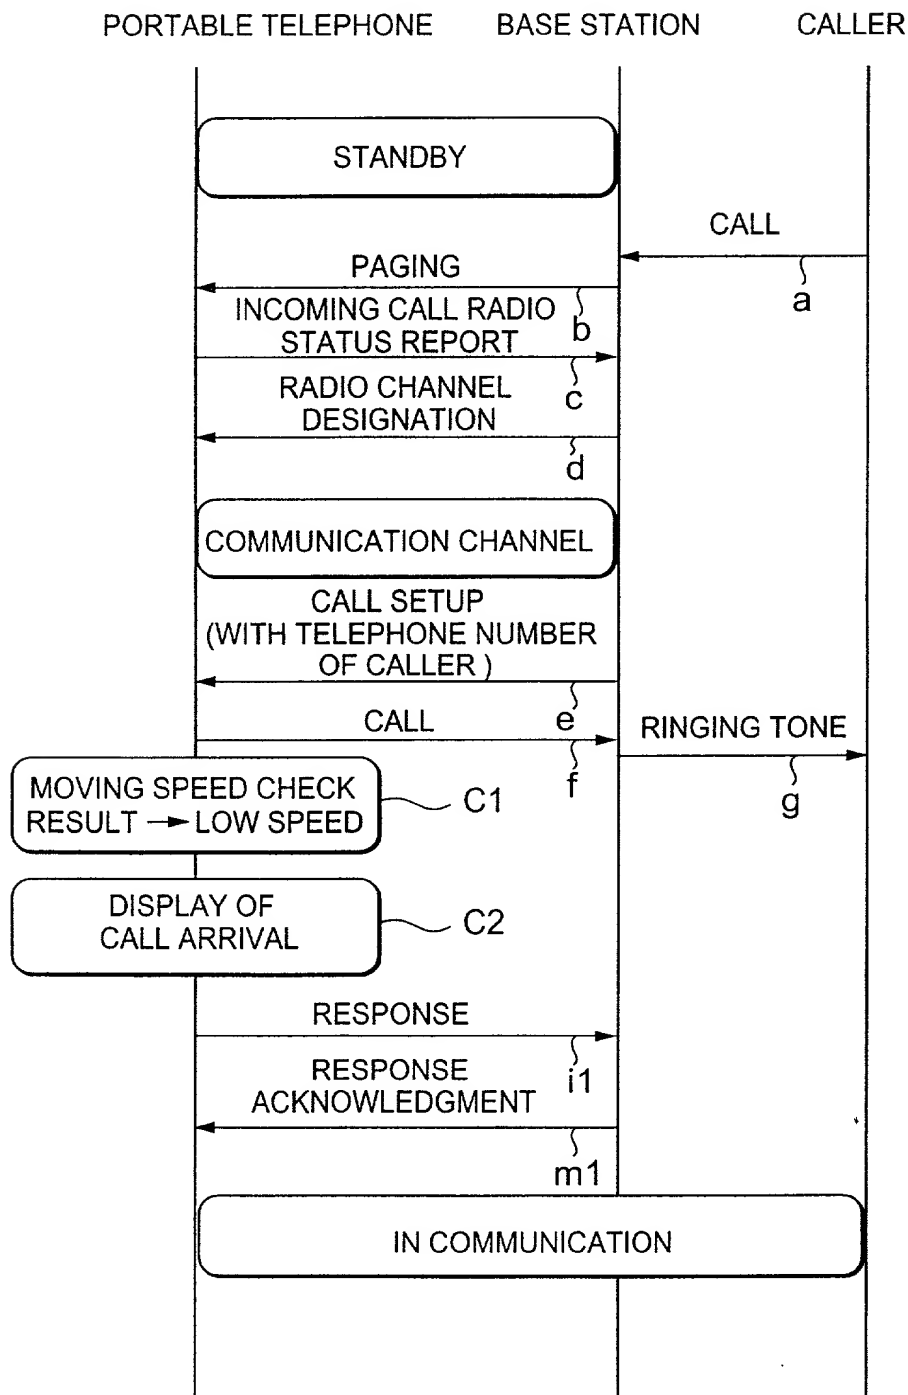 PORTABLE TELEPHONE BASE STATION CALLER
STANDBY
CALL
a
PAGING
b
INCOMING CALL RADIO
STATUS REPORT
c
RADIO CHANNEL
DESIGNATION
d
COMMUNICATION CHANNEL
CALL SETUP
(WITH TELEPHONE NUMBER
OF CALLER )
e
CALL
f
RINGING TONE
g
MOVING SPEED CHECK
RESULT → LOW SPEED
C1
DISPLAY OF
CALL ARRIVAL
C2
RESPONSE
i1
RESPONSE
ACKNOWLEDGMENT
m1
IN COMMUNICATION